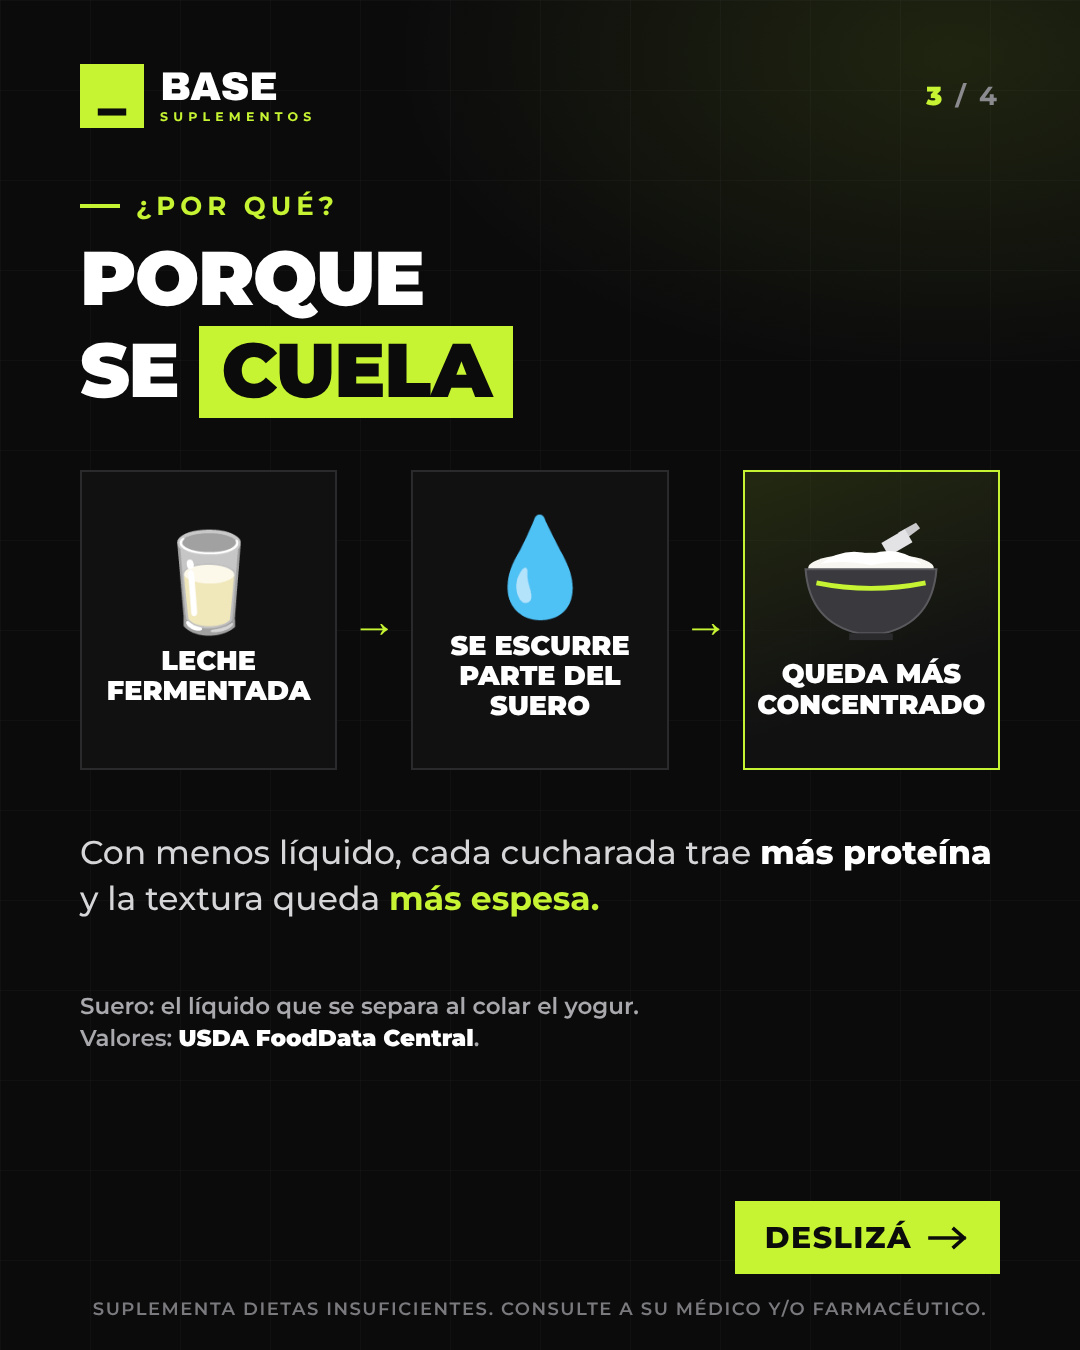 BASE
SUPLEMENTOS
3 / 4
¿POR QUÉ?
PORQUE
SE CUELA
LECHE
FERMENTADA
→
SE ESCURRE
PARTE DEL
SUERO
→
QUEDA MÁS
CONCENTRADO
Con menos líquido, cada cucharada trae más proteína
y la textura queda más espesa.
Suero: el líquido que se separa al colar el yogur.
Valores: USDA FoodData Central.
DESLIZÁ →
SUPLEMENTA DIETAS INSUFICIENTES. CONSULTE A SU MÉDICO Y/O FARMACÉUTICO.